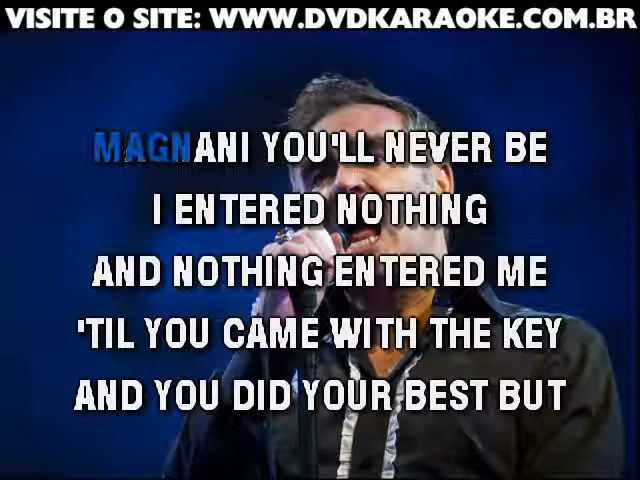 VISITE O SITE: WWW.DVDKARAOKE.COM.BR
MAGNANI YOU'LL NEVER BE
I ENTERED NOTHING
AND NOTHING ENTERED ME
'TIL YOU CAME WITH THE KEY
AND YOU DID YOUR BEST BUT